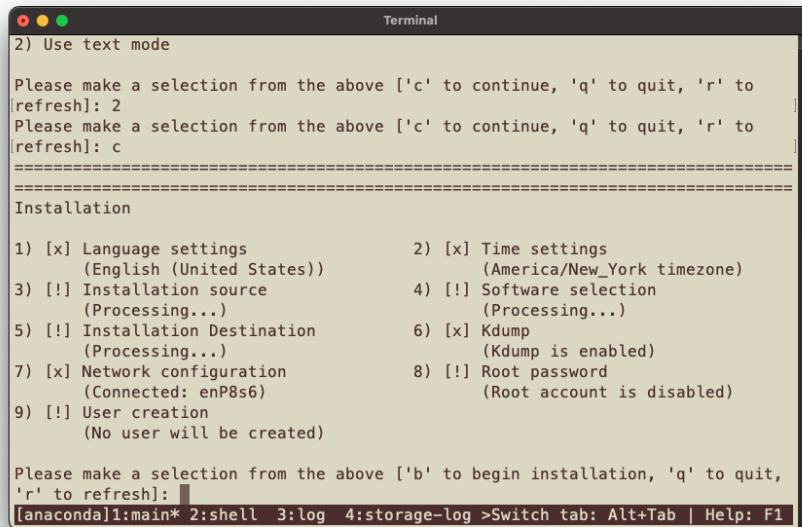 Terminal
2) Use text mode
Please make a selection from the above ['c' to continue, 'q' to quit, 'r' to
[refresh]: 2 ]
Please make a selection from the above ['c' to continue, 'q' to quit, 'r' to
[refresh]: c ]
================================================================================
================================================================================
Installation
1) [x] Language settings 2) [x] Time settings
(English (United States)) (America/New_York timezone)
3) [!] Installation source 4) [!] Software selection
(Processing...) (Processing...)
5) [!] Installation Destination 6) [x] Kdump
(Processing...) (Kdump is enabled)
7) [x] Network configuration 8) [!] Root password
(Connected: enP8s6) (Root account is disabled)
9) [!] User creation
(No user will be created)
Please make a selection from the above ['b' to begin installation, 'q' to quit,
'r' to refresh]:
[anaconda]1:main* 2:shell 3:log 4:storage-log >Switch tab: Alt+Tab | Help: F1